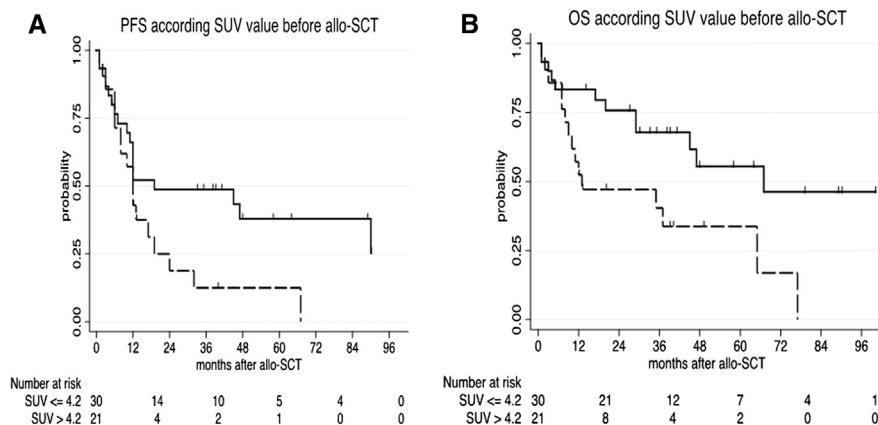 A
PFS according SUV value before allo-SCT
1.00
0.75
0.50
0.25
0.00
probability
0 12 24 36 48 60 72 84 96
months after allo-SCT
Number at risk
SUV <= 4.2 30 14 10 5 4 0
SUV > 4.2 21 4 2 1 0 0
B
OS according SUV value before allo-SCT
1.00
0.75
0.50
0.25
0.00
probability
0 12 24 36 48 60 72 84 96
months after allo-SCT
Number at risk
SUV <= 4.2 30 21 12 7 4 1
SUV > 4.2 21 8 4 2 0 0